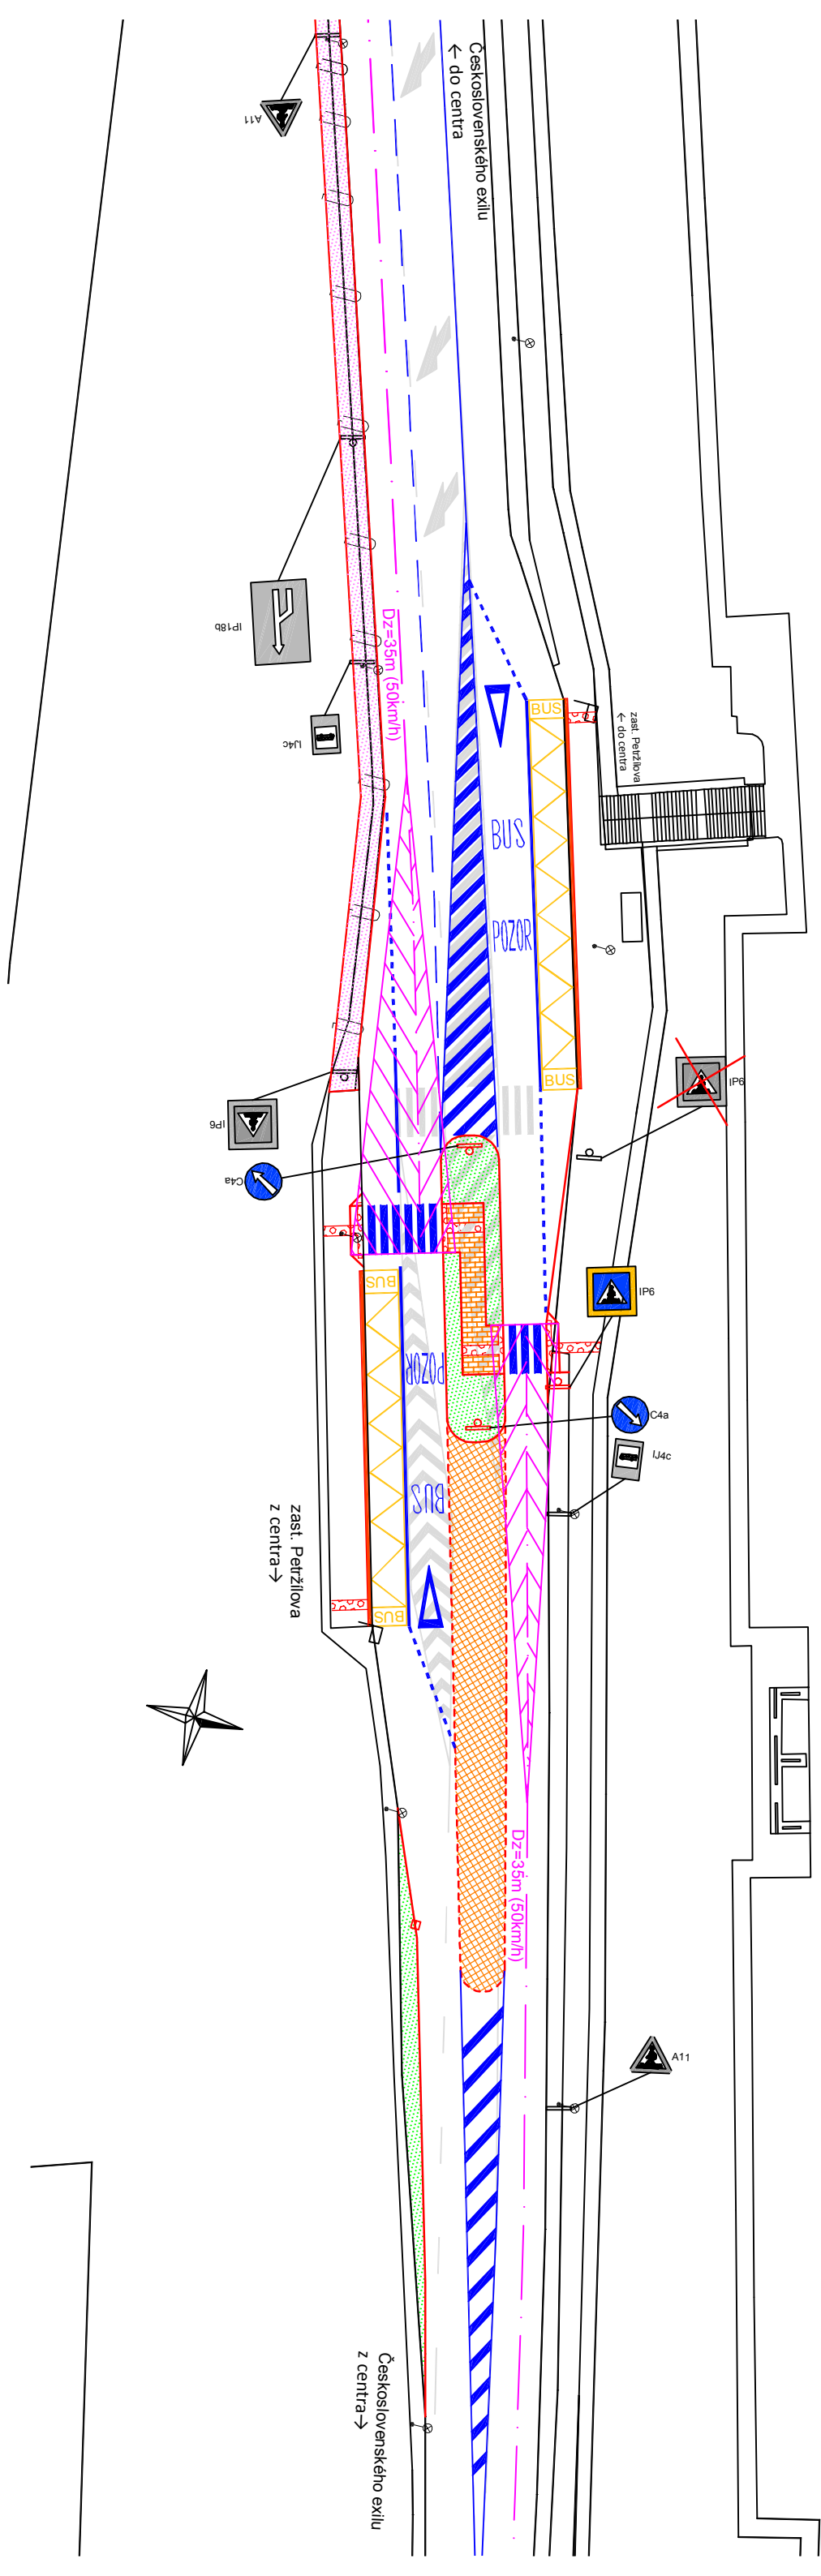 Československého exilu
← do centra
A11
IP18b
Dz=35m (50km/h)
IJ4c
BUS
zast. Petržílova
← do centra
BUS
POZOR
BUS
IP6
IP6
C4a
IP6
BUS
POZOR
C4a
IJ4c
BUS
zast. Petržílova
z centra→
BUS
Dz=35m (50km/h)
A11
Československého exilu
z centra→